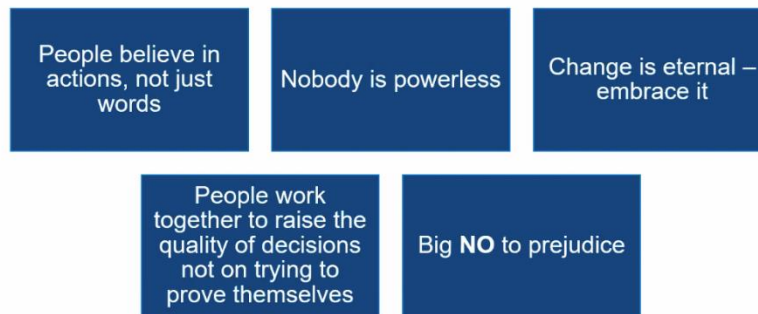 People believe in
actions, not just
words
Nobody is powerless
Change is eternal –
embrace it
People work
together to raise the
quality of decisions
not on trying to
prove themselves
Big NO to prejudice